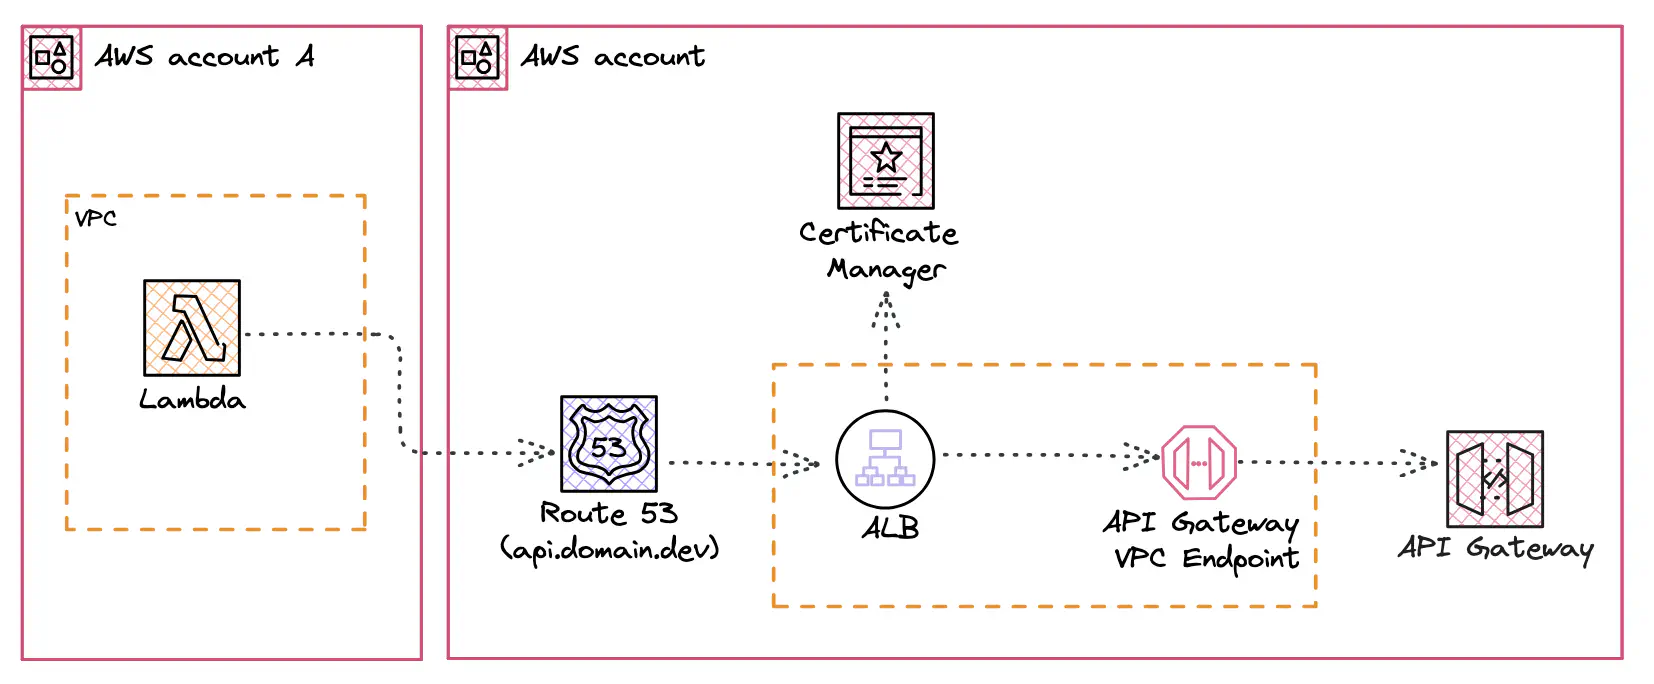 AWS account A
AWS account
Certificate
Manager
VPC
Lambda
53
Route 53
(api.domain.dev)
ALB
API Gateway
VPC Endpoint
</>
API Gateway